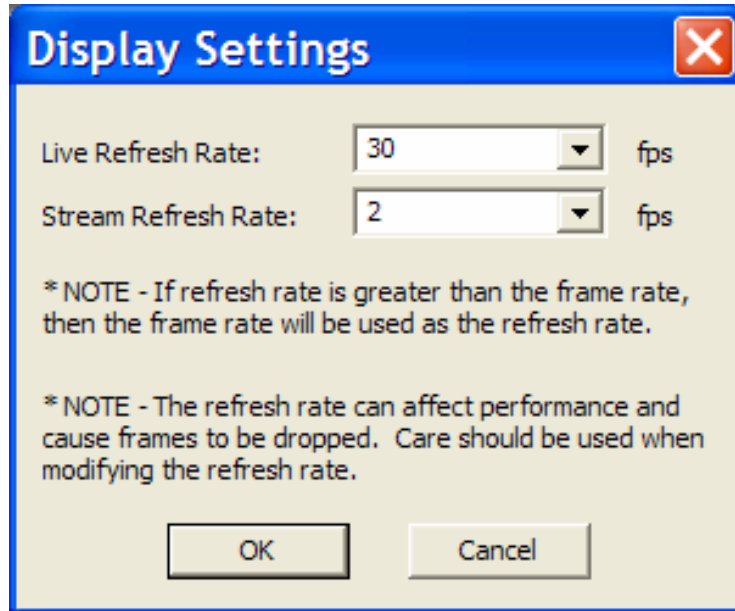 Display Settings
Live Refresh Rate: 30 fps
Stream Refresh Rate: 2 fps
* NOTE - If refresh rate is greater than the frame rate,
then the frame rate will be used as the refresh rate.
* NOTE - The refresh rate can affect performance and
cause frames to be dropped.  Care should be used when
modifying the refresh rate.
OK Cancel